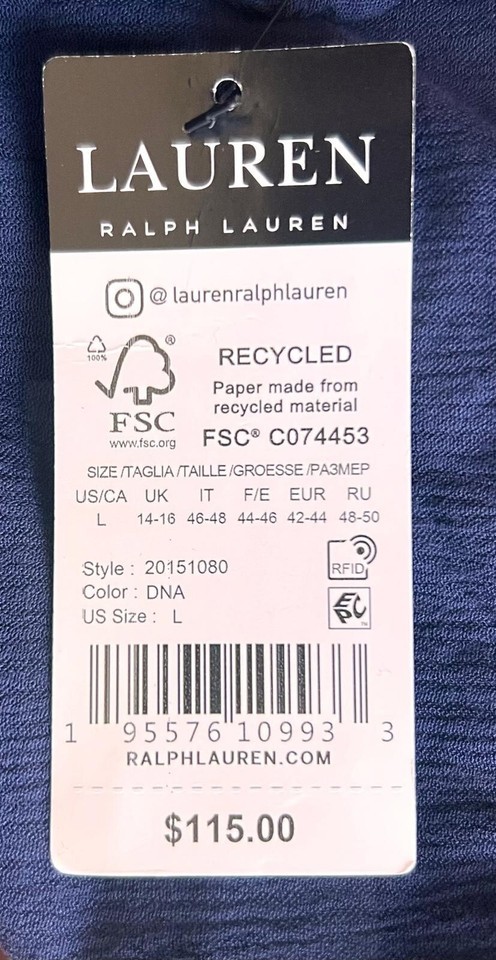 LAUREN
RALPH LAUREN
@ laurenralphlauren
100%
®
RECYCLED
Paper made from
recycled material
FSC
www.fsc.org
FSC® C074453
SIZE /TAGLIA /TAILLE /GROESSE /РАЗМЕР
US/CA UK IT F/E EUR RU
L 14-16 46-48 44-46 42-44 48-50
Style : 20151080
Color : DNA
US Size : L
RFID
EPC
™
1 95576 10993 3
RALPHLAUREN.COM
$115.00